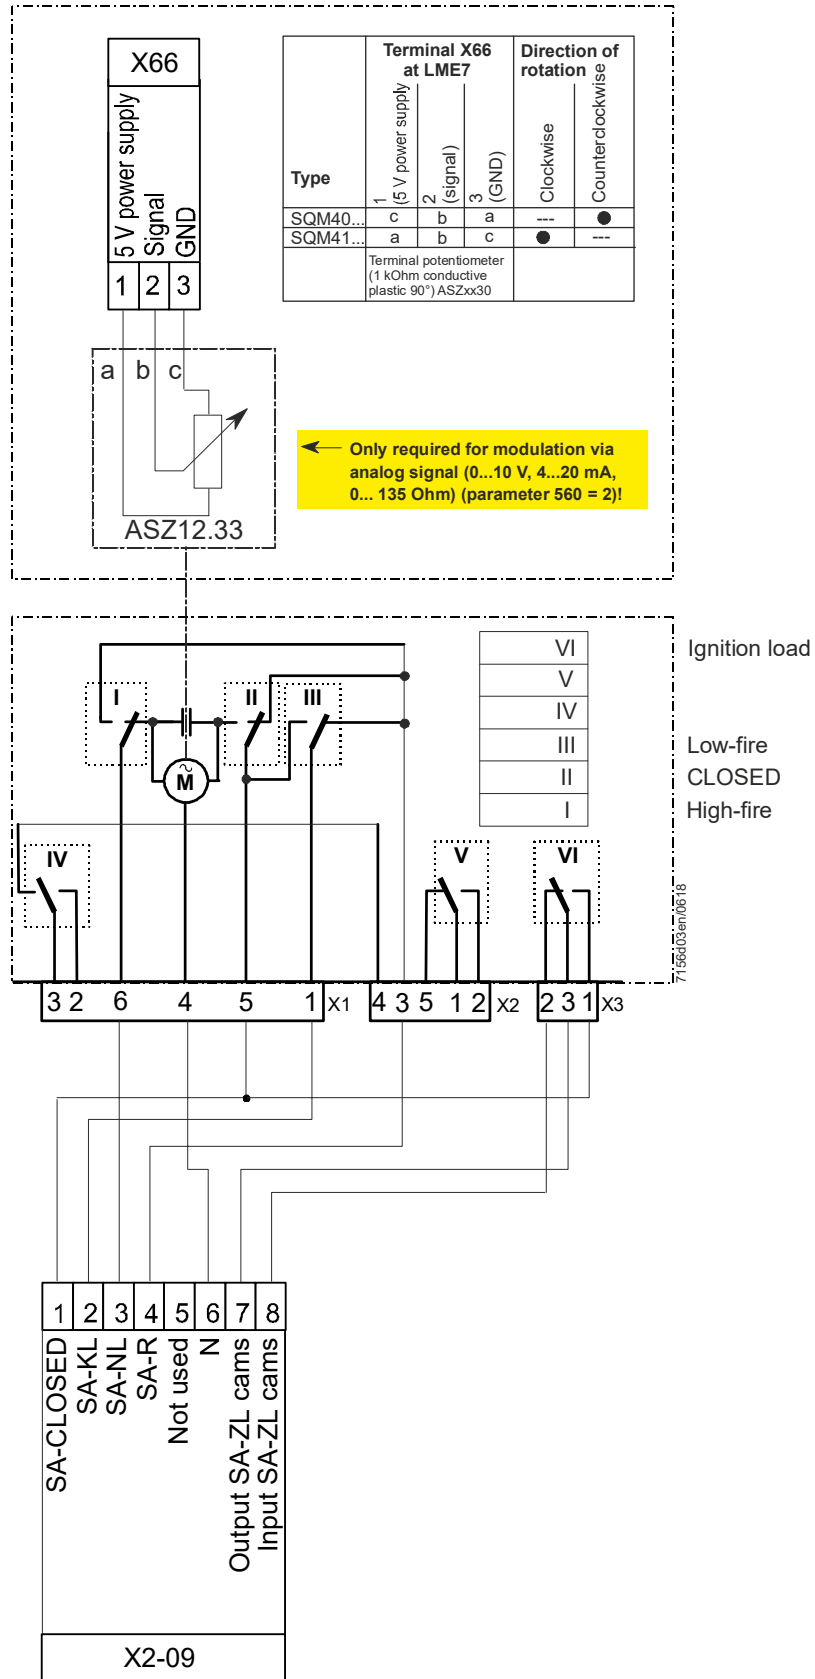 X66
5 V power supply
Signal
GND
1 2 3
a b c
ASZ12.33
Terminal X66
at LME7
Direction of
rotation
Type
1
(5 V power supply
2
(signal)
3
(GND)
Clockwise
Counterclockwise
SQM40... c b a --- ●
SQM41... a b c ● ---
Terminal potentiometer
(1 kOhm conductive
plastic 90°) ASZxx30
Only required for modulation via
analog signal (0...10 V, 4...20 mA,
0... 135 Ohm) (parameter 560 = 2)!
I II III
M
~
VI Ignition load
V
IV
III Low-fire
II CLOSED
I High-fire
IV V VI
7156d03en/0618
3 2 6 4 5 1 X1 4 3 5 1 2 X2 2 3 1 X3
1 2 3 4 5 6 7 8
SA-CLOSED
SA-KL
SA-NL
SA-R
Not used
N
Output SA-ZL cams
Input SA-ZL cams
X2-09